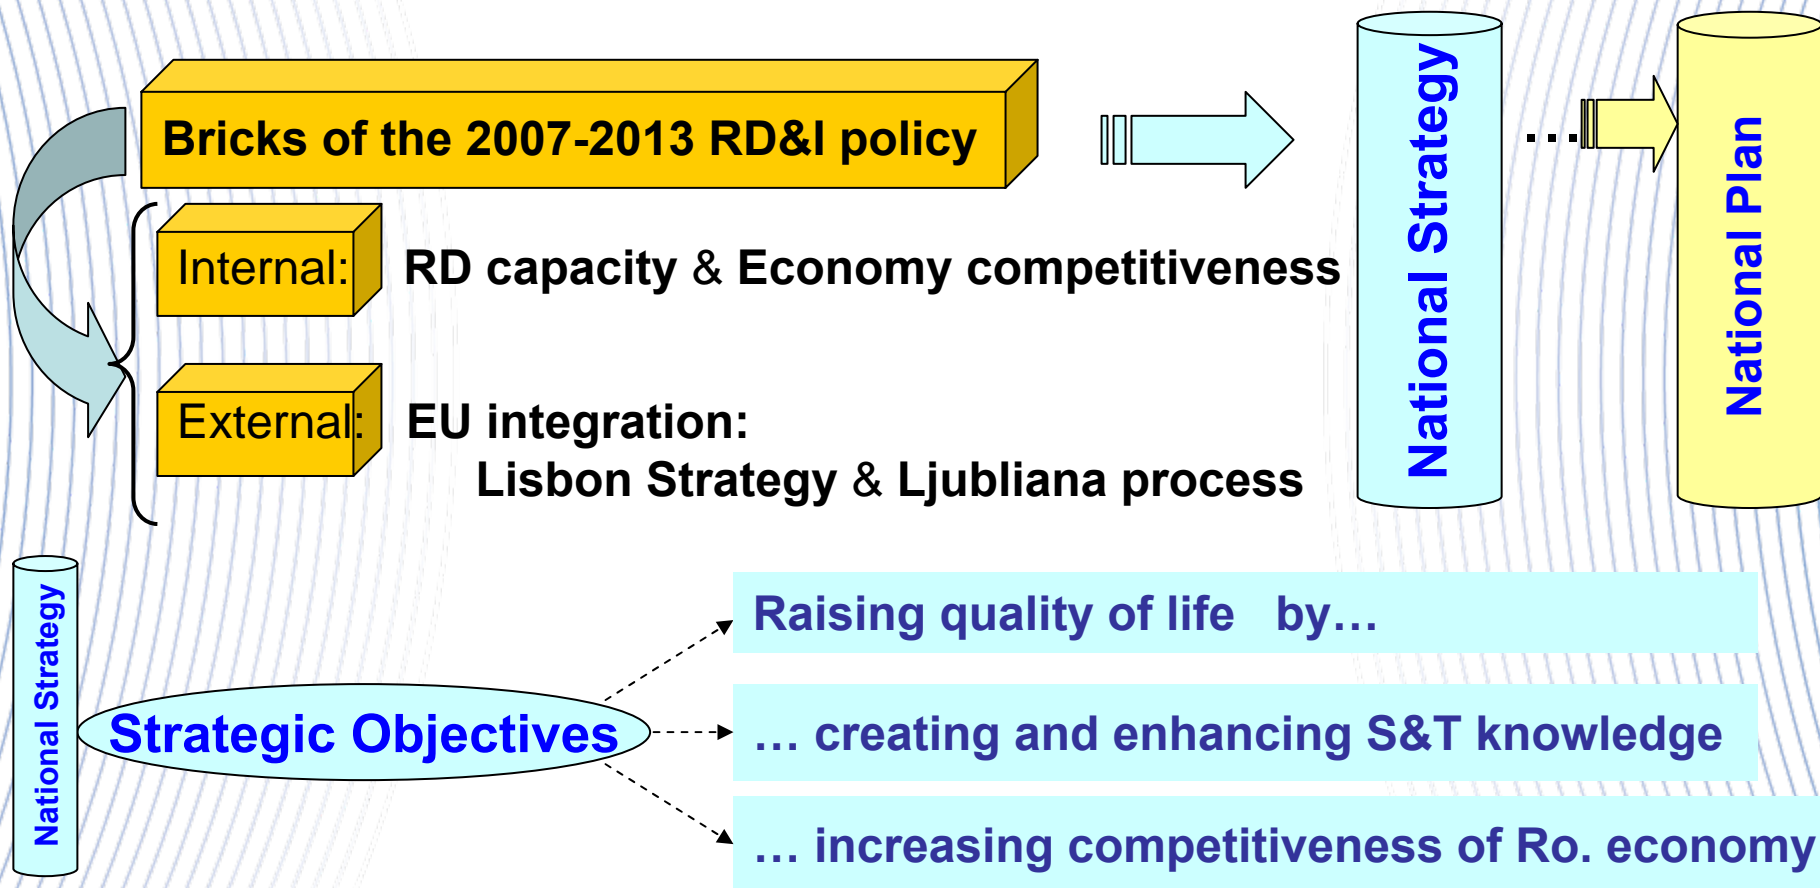 Bricks of the 2007-2013 RD&I policy
Internal: RD capacity & Economy competitiveness
External: EU integration:
Lisbon Strategy & Ljubliana process
National Strategy
...
National Plan
National Strategy
Strategic Objectives
Raising quality of life by…
… creating and enhancing S&T knowledge
… increasing competitiveness of Ro. economy